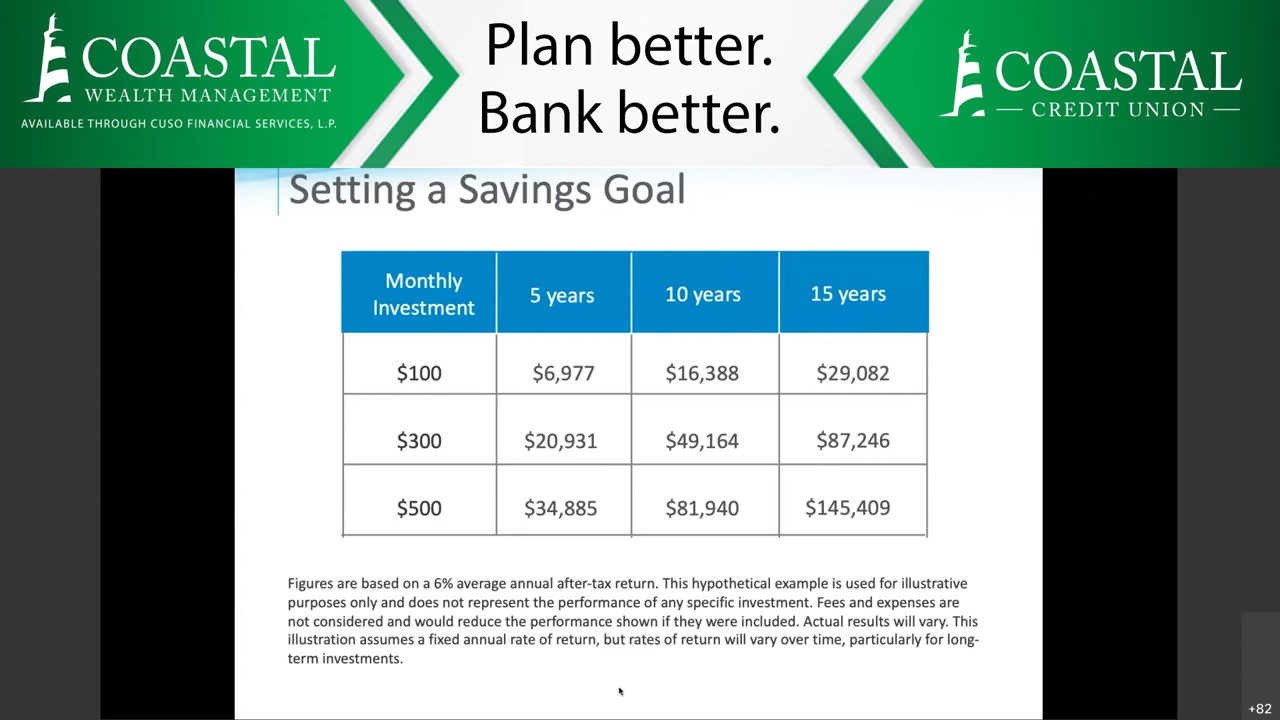 COASTAL
WEALTH MANAGEMENT
AVAILABLE THROUGH CUSO FINANCIAL SERVICES, L.P.
Plan better.
Bank better.
COASTAL
CREDIT UNION
Setting a Savings Goal
Monthly
Investment
5 years
10 years
15 years
$100
$6,977
$16,388
$29,082
$300
$20,931
$49,164
$87,246
$500
$34,885
$81,940
$145,409
Figures are based on a 6% average annual after-tax return. This hypothetical example is used for illustrative
purposes only and does not represent the performance of any specific investment. Fees and expenses are
not considered and would reduce the performance shown if they were included. Actual results will vary. This
illustration assumes a fixed annual rate of return, but rates of return will vary over time, particularly for long-
term investments.
+82